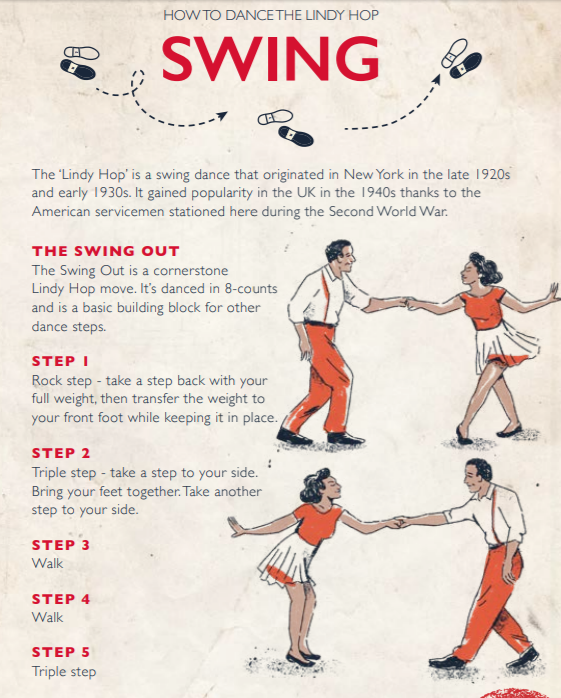 HOW TO DANCE THE LINDY HOP
SWING
The ‘Lindy Hop’ is a swing dance that originated in New York in the late 1920s
and early 1930s. It gained popularity in the UK in the 1940s thanks to the
American servicemen stationed here during the Second World War.
THE SWING OUT
The Swing Out is a cornerstone
Lindy Hop move. It’s danced in 8-counts
and is a basic building block for other
dance steps.
STEP 1
Rock step - take a step back with your
full weight, then transfer the weight to
your front foot while keeping it in place.
STEP 2
Triple step - take a step to your side.
Bring your feet together. Take another
step to your side.
STEP 3
Walk
STEP 4
Walk
STEP 5
Triple step